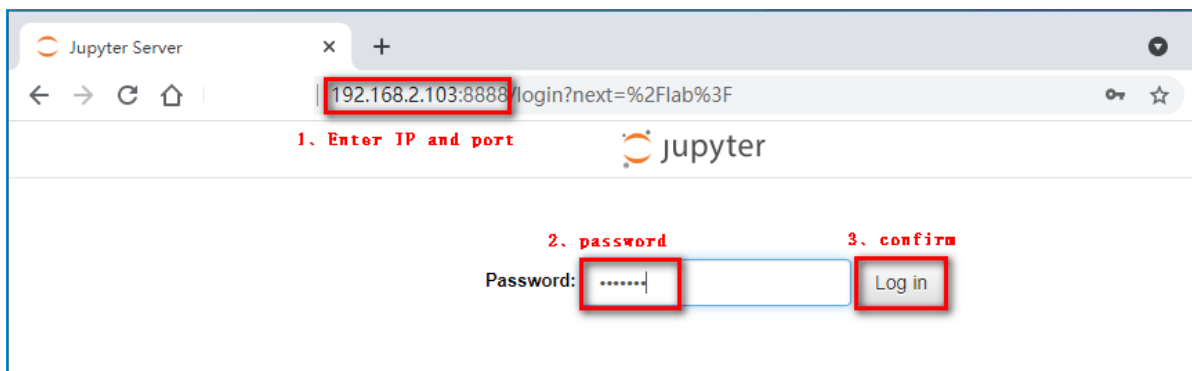 Jupyter Server
192.168.2.103:8888/login?next=%2Flab%3F
1、Enter IP and port
jupyter
2、password
3、confirm
Password: •••••••
Log in